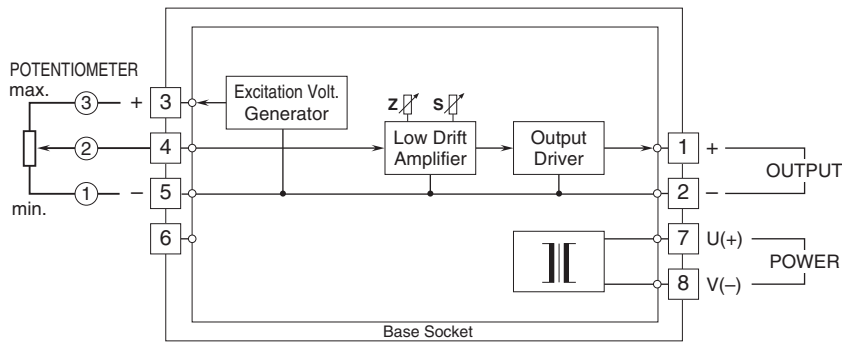 POTENTIOMETER
max.
3 + 3
Excitation Volt.
Generator
Z S
2 4
Low Drift
Amplifier
Output
Driver
1 +
OUTPUT
1 – 5
2 –
min.
6
7 U(+)
POWER
8 V(–)
Base Socket